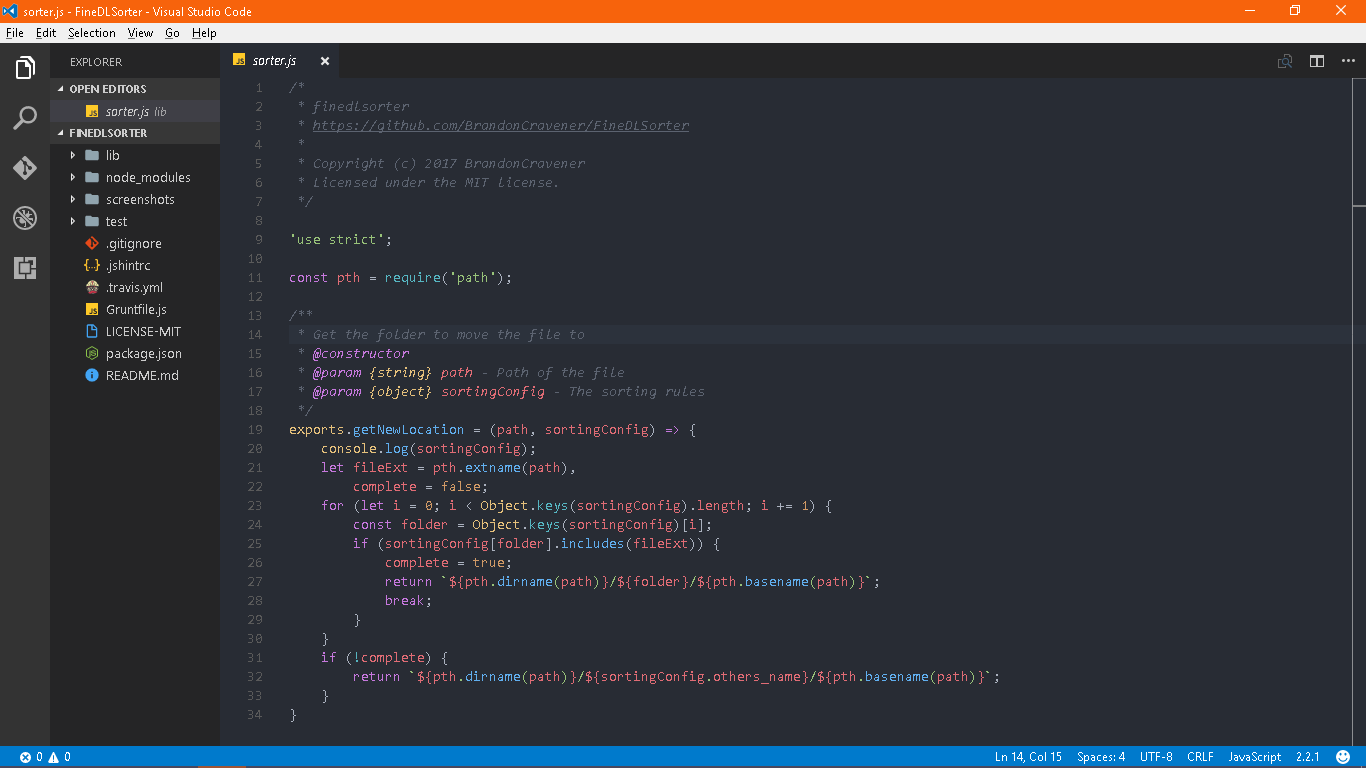 sorter.js - FineDLSorter - Visual Studio Code
File Edit Selection View Go Help
EXPLORER
OPEN EDITORS
JS sorter.js lib
FINEDLSORTER
lib
node_modules
screenshots
test
.gitignore
{..} .jshintrc
.travis.yml
JS Gruntfile.js
LICENSE-MIT
package.json
README.md
JS sorter.js
1 /*
2  * finedlsorter
3  * https://github.com/BrandonCravener/FineDLSorter
4  *
5  * Copyright (c) 2017 BrandonCravener
6  * Licensed under the MIT license.
7  */
8
9 'use strict';
10
11 const pth = require('path');
12
13 /**
14  * Get the folder to move the file to
15  * @constructor
16  * @param {string} path - Path of the file
17  * @param {object} sortingConfig - The sorting rules
18  */
19 exports.getNewLocation = (path, sortingConfig) => {
20     console.log(sortingConfig);
21     let fileExt = pth.extname(path),
22         complete = false;
23     for (let i = 0; i < Object.keys(sortingConfig).length; i += 1) {
24         const folder = Object.keys(sortingConfig)[i];
25         if (sortingConfig[folder].includes(fileExt)) {
26             complete = true;
27             return `${pth.dirname(path)}/${folder}/${pth.basename(path)}`;
28             break;
29         }
30     }
31     if (!complete) {
32         return `${pth.dirname(path)}/${sortingConfig.others_name}/${pth.basename(path)}`;
33     }
34 }
0 0 Ln 14, Col 15 Spaces: 4 UTF-8 CRLF JavaScript 2.2.1